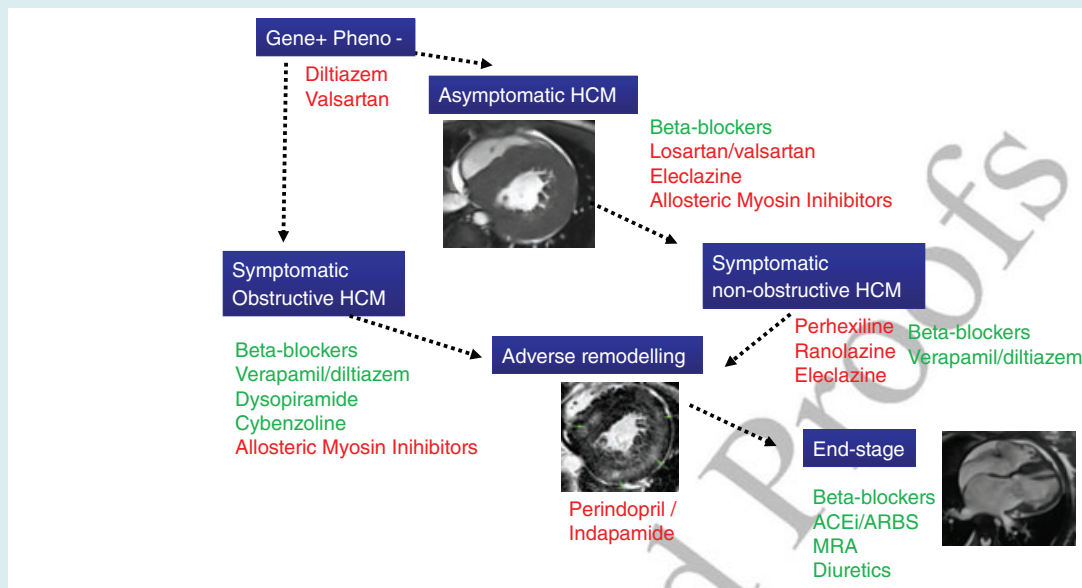 Gene+ Pheno -
Diltiazem
Valsartan
Asymptomatic HCM
Beta-blockers
Losartan/valsartan
Eleclazine
Allosteric Myosin Inihibitors
Symptomatic
Obstructive HCM
Symptomatic
non-obstructive HCM
Beta-blockers
Verapamil/diltiazem
Dysopiramide
Cybenzoline
Allosteric Myosin Inihibitors
Adverse remodelling
Perhexiline
Ranolazine
Eleclazine
Beta-blockers
Verapamil/diltiazem
Perindopril /
Indapamide
End-stage
Beta-blockers
ACEi/ARBS
MRA
Diuretics
d Proofs